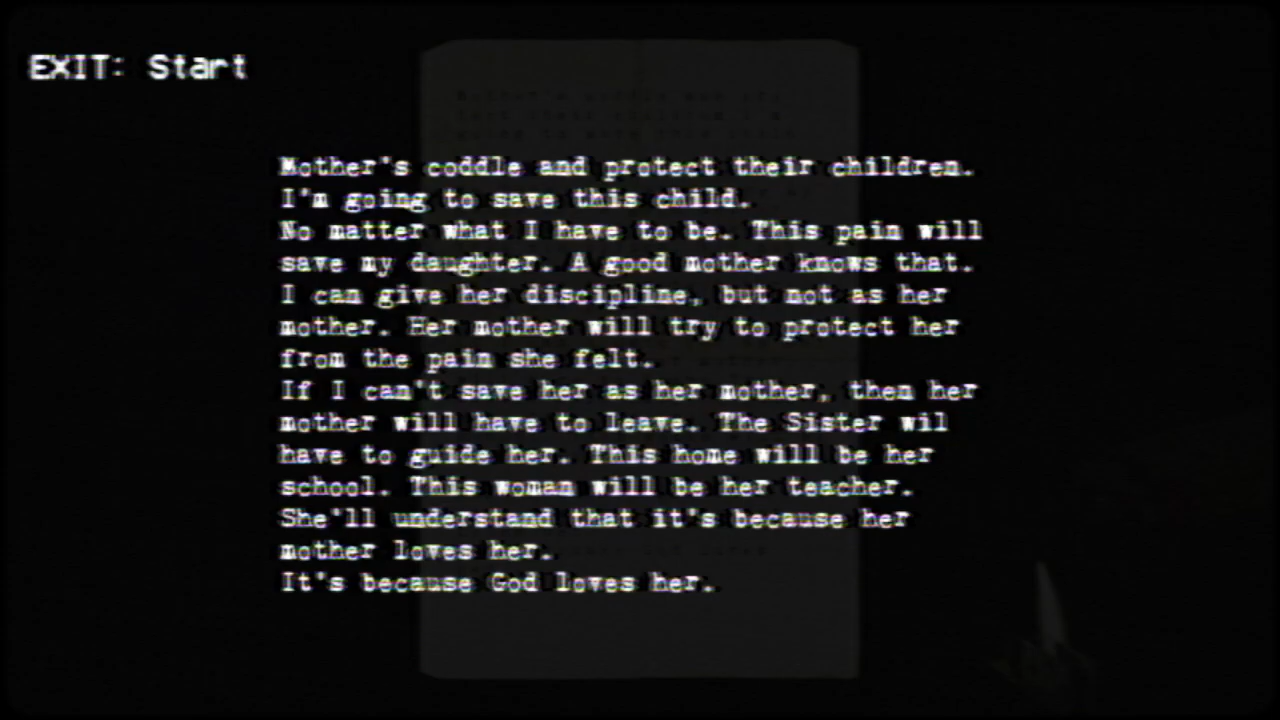 EXIT: Start
Mother's coddle and protect their children.
I'm going to save this child.
No matter what I have to be. This pain will
save my daughter. A good mother knows that.
I can give her discipline, but not as her
mother. Her mother will try to protect her
from the pain she felt.
If I can't save her as her mother, then her
mother will have to leave. The Sister wil
have to guide her. This home will be her
school. This woman will be her teacher.
She'll understand that it's because her
mother loves her.
It's because God loves her.